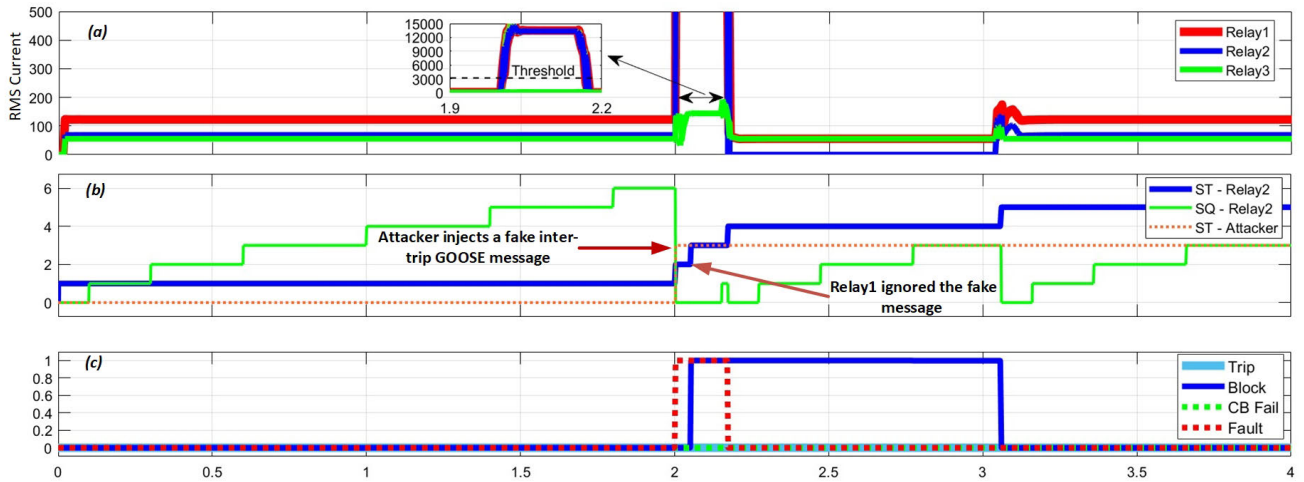 (a)
RMS Current
500
400
300
200
100
0
15000
12000
9000
6000
3000
0
Threshold
1.9
2.2
Relay1
Relay2
Relay3
(b)
6
4
2
0
Attacker injects a fake inter-
trip GOOSE message
Relay1 ignored the fake
message
ST - Relay2
SQ - Relay2
ST - Attacker
(c)
1
0.8
0.6
0.4
0.2
0
Trip
Block
CB Fail
Fault
0
0.5
1
1.5
2
2.5
3
3.5
4